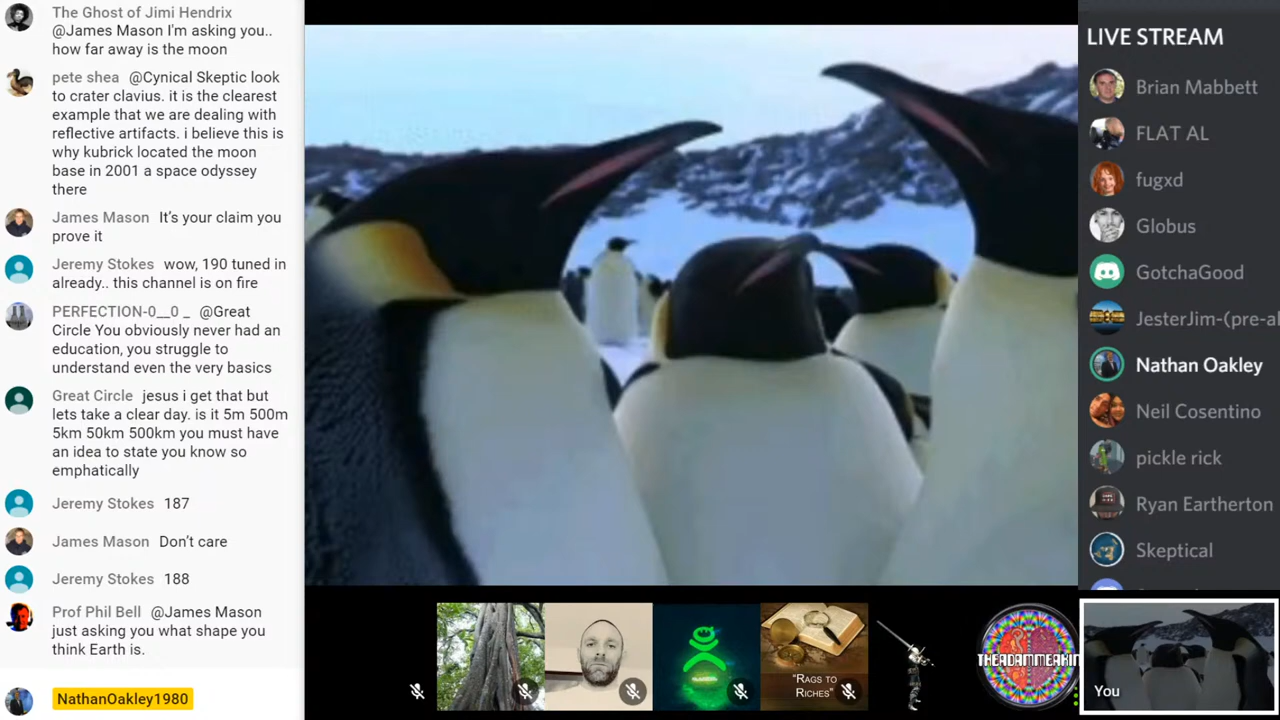 The Ghost of Jimi Hendrix
@James Mason I'm asking you..
how far away is the moon
pete shea @Cynical Skeptic look
to crater clavius. it is the clearest
example that we are dealing with
reflective artifacts. i believe this is
why kubrick located the moon
base in 2001 a space odyssey
there
James Mason It's your claim you
prove it
Jeremy Stokes wow, 190 tuned in
already.. this channel is on fire
PERFECTION-0__0 _ @Great
Circle You obviously never had an
education, you struggle to
understand even the very basics
Great Circle jesus i get that but
lets take a clear day. is it 5m 500m
5km 50km 500km you must have
an idea to state you know so
emphatically
Jeremy Stokes 187
James Mason Don't care
Jeremy Stokes 188
Prof Phil Bell @James Mason
just asking you what shape you
think Earth is.
NathanOakley1980
"RAGS TO
RICHES"
THEADAMMEAKIN
LIVE STREAM
Brian Mabbett
FLAT AL
fugxd
Globus
GotchaGood
JesterJim-(pre-al
Nathan Oakley
Neil Cosentino
pickle rick
Ryan Eartherton
Skeptical
You